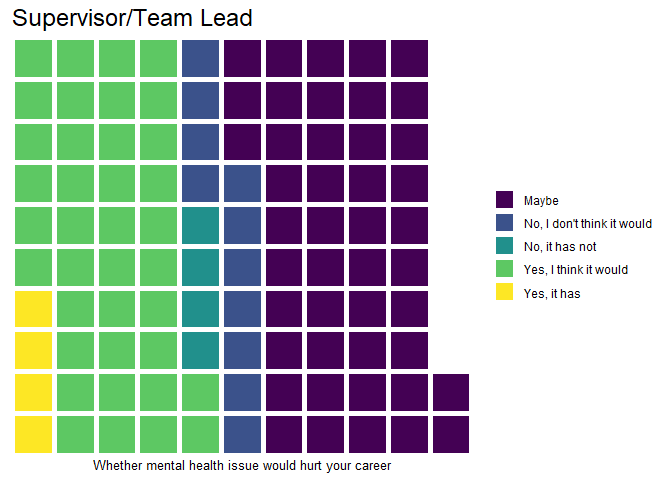 Supervisor/Team Lead
Maybe
No, I don't think it would
No, it has not
Yes, I think it would
Yes, it has
Whether mental health issue would hurt your career